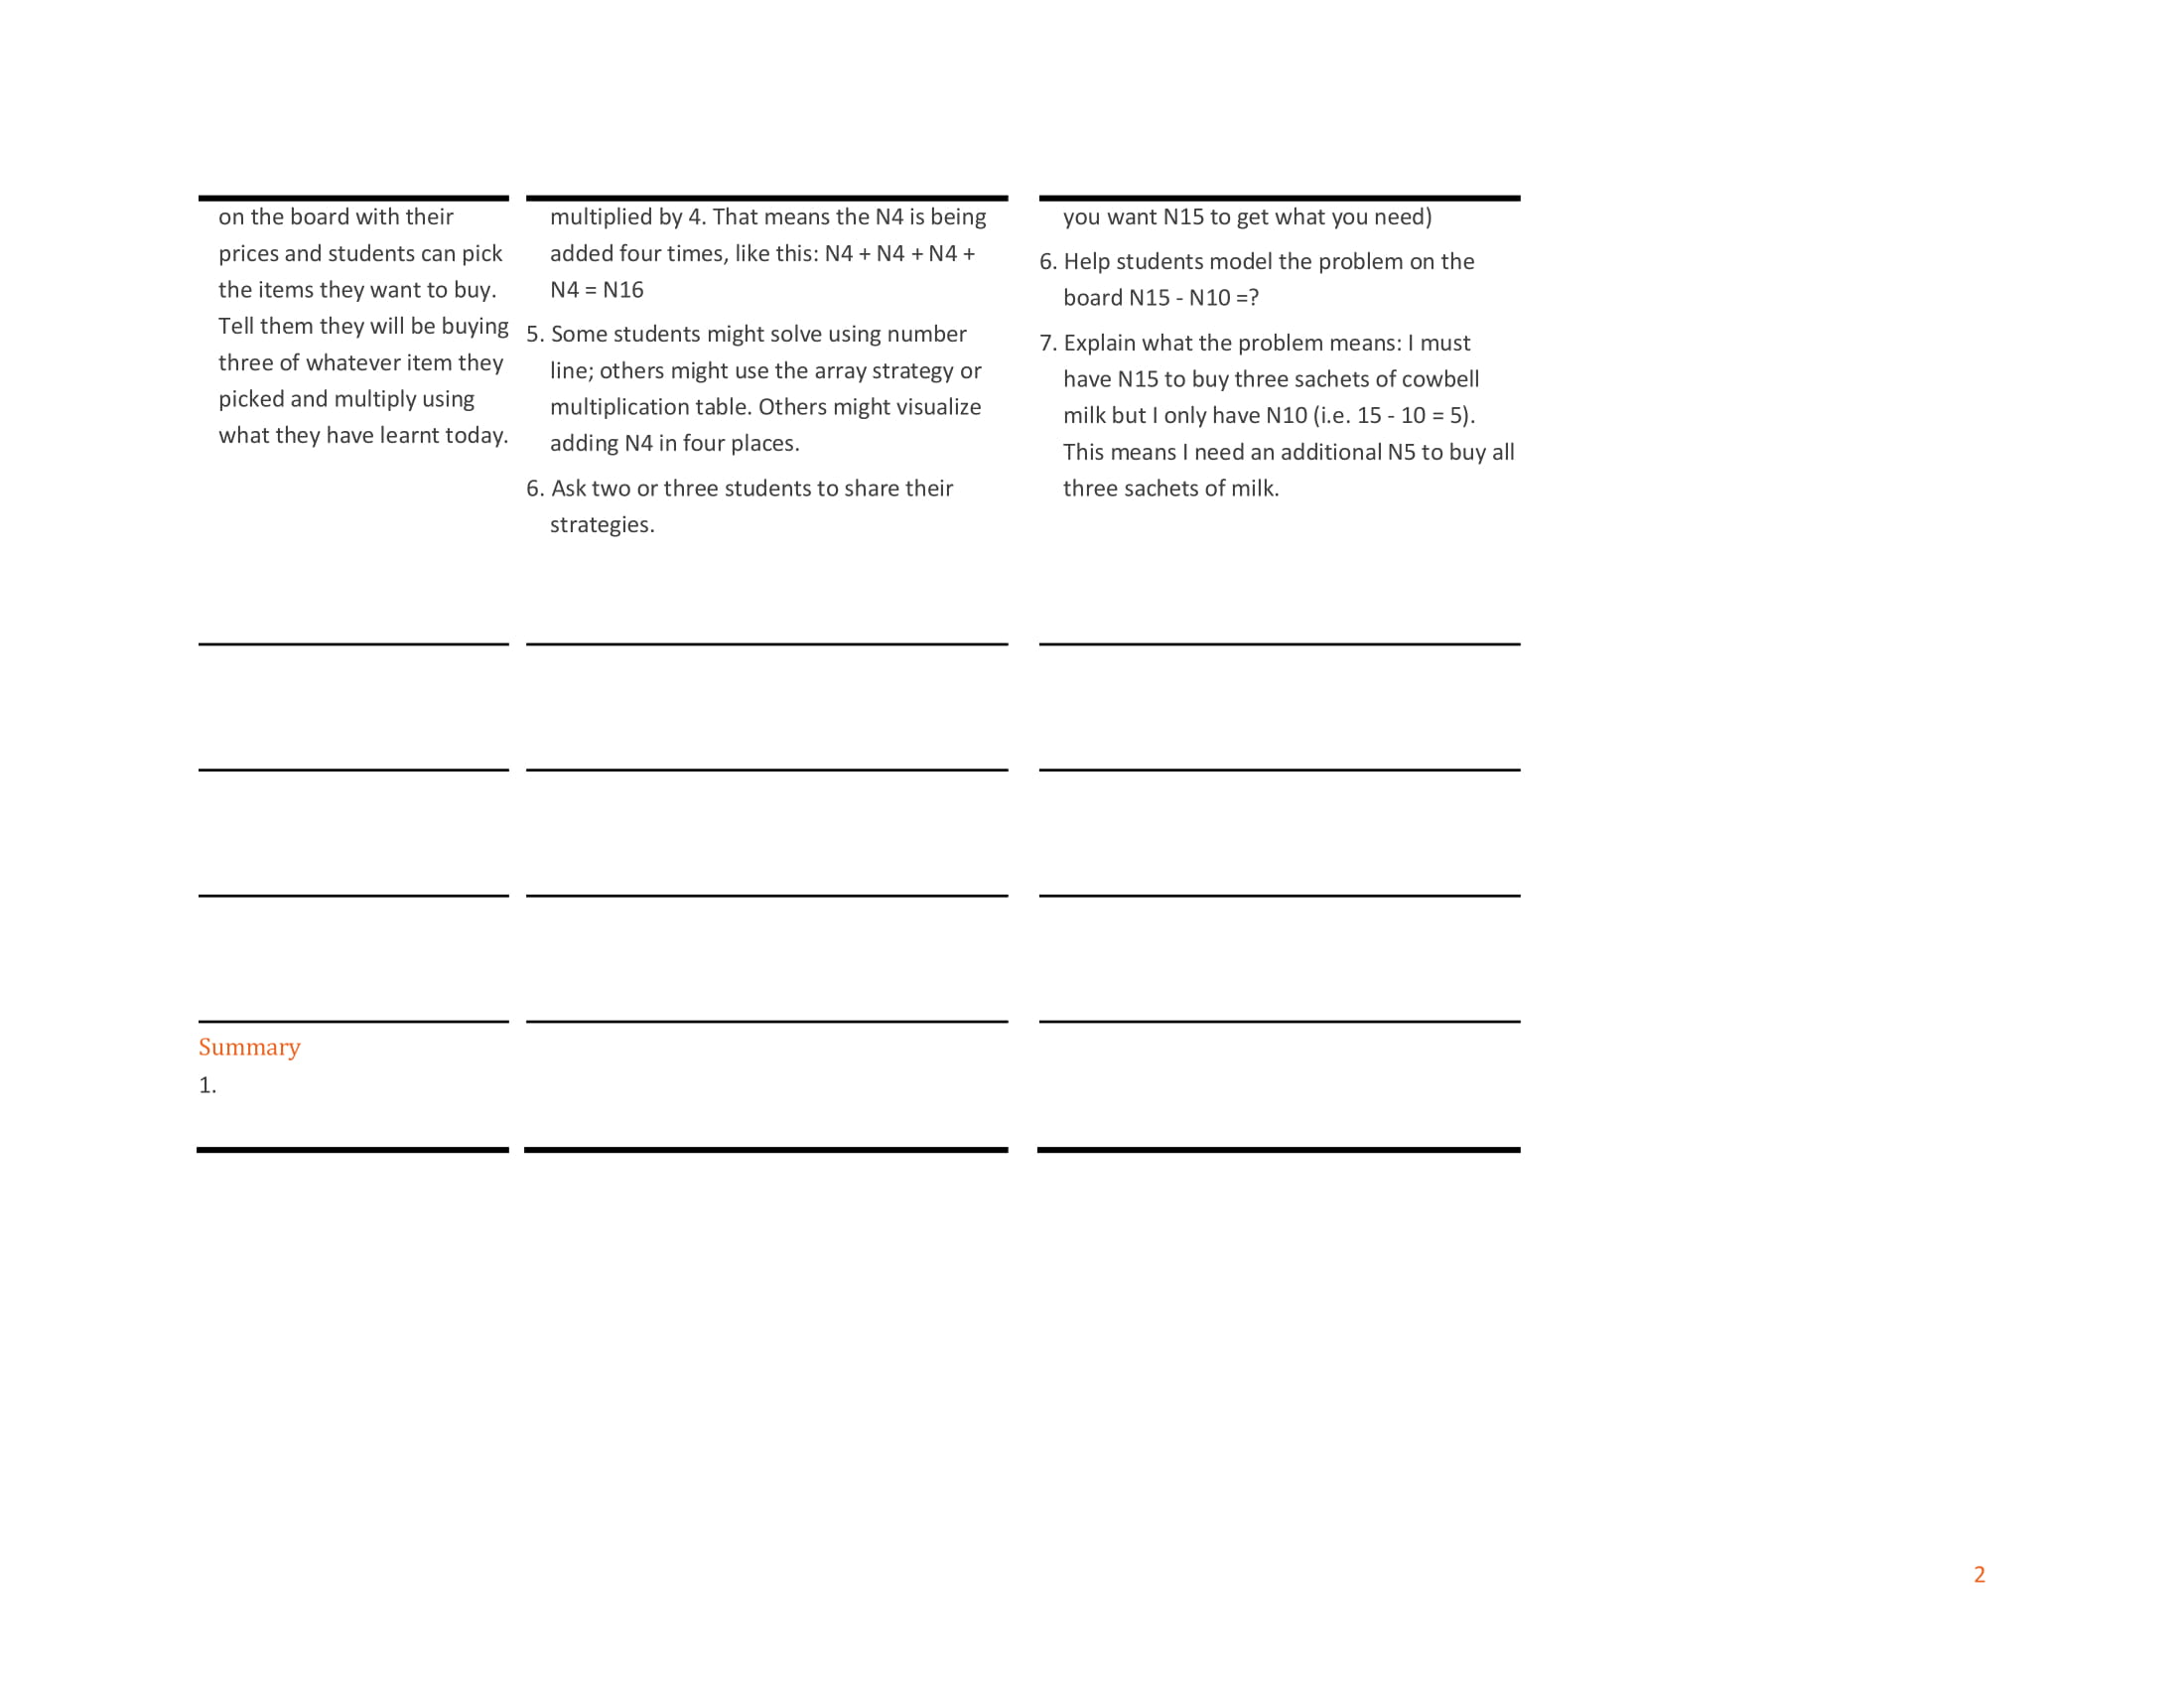 on the board with their
prices and students can pick
the items they want to buy.
Tell them they will be buying
three of whatever item they
picked and multiply using
what they have learnt today.
multiplied by 4. That means the N4 is being
added four times, like this: N4 + N4 + N4 +
N4 = N16
5. Some students might solve using number
line; others might use the array strategy or
multiplication table. Others might visualize
adding N4 in four places.
6. Ask two or three students to share their
strategies.
you want N15 to get what you need)
6. Help students model the problem on the
board N15 - N10 =?
7. Explain what the problem means: I must
have N15 to buy three sachets of cowbell
milk but I only have N10 (i.e. 15 - 10 = 5).
This means I need an additional N5 to buy all
three sachets of milk.
Summary
1.
2